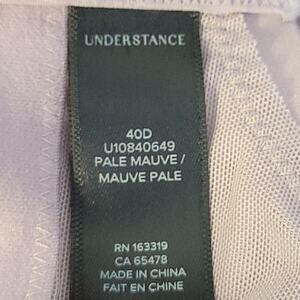 UNDERSTANCE
40D
U10840649
PALE MAUVE /
MAUVE PALE
RN 163319
CA 65478
MADE IN CHINA
FAIT EN CHINE